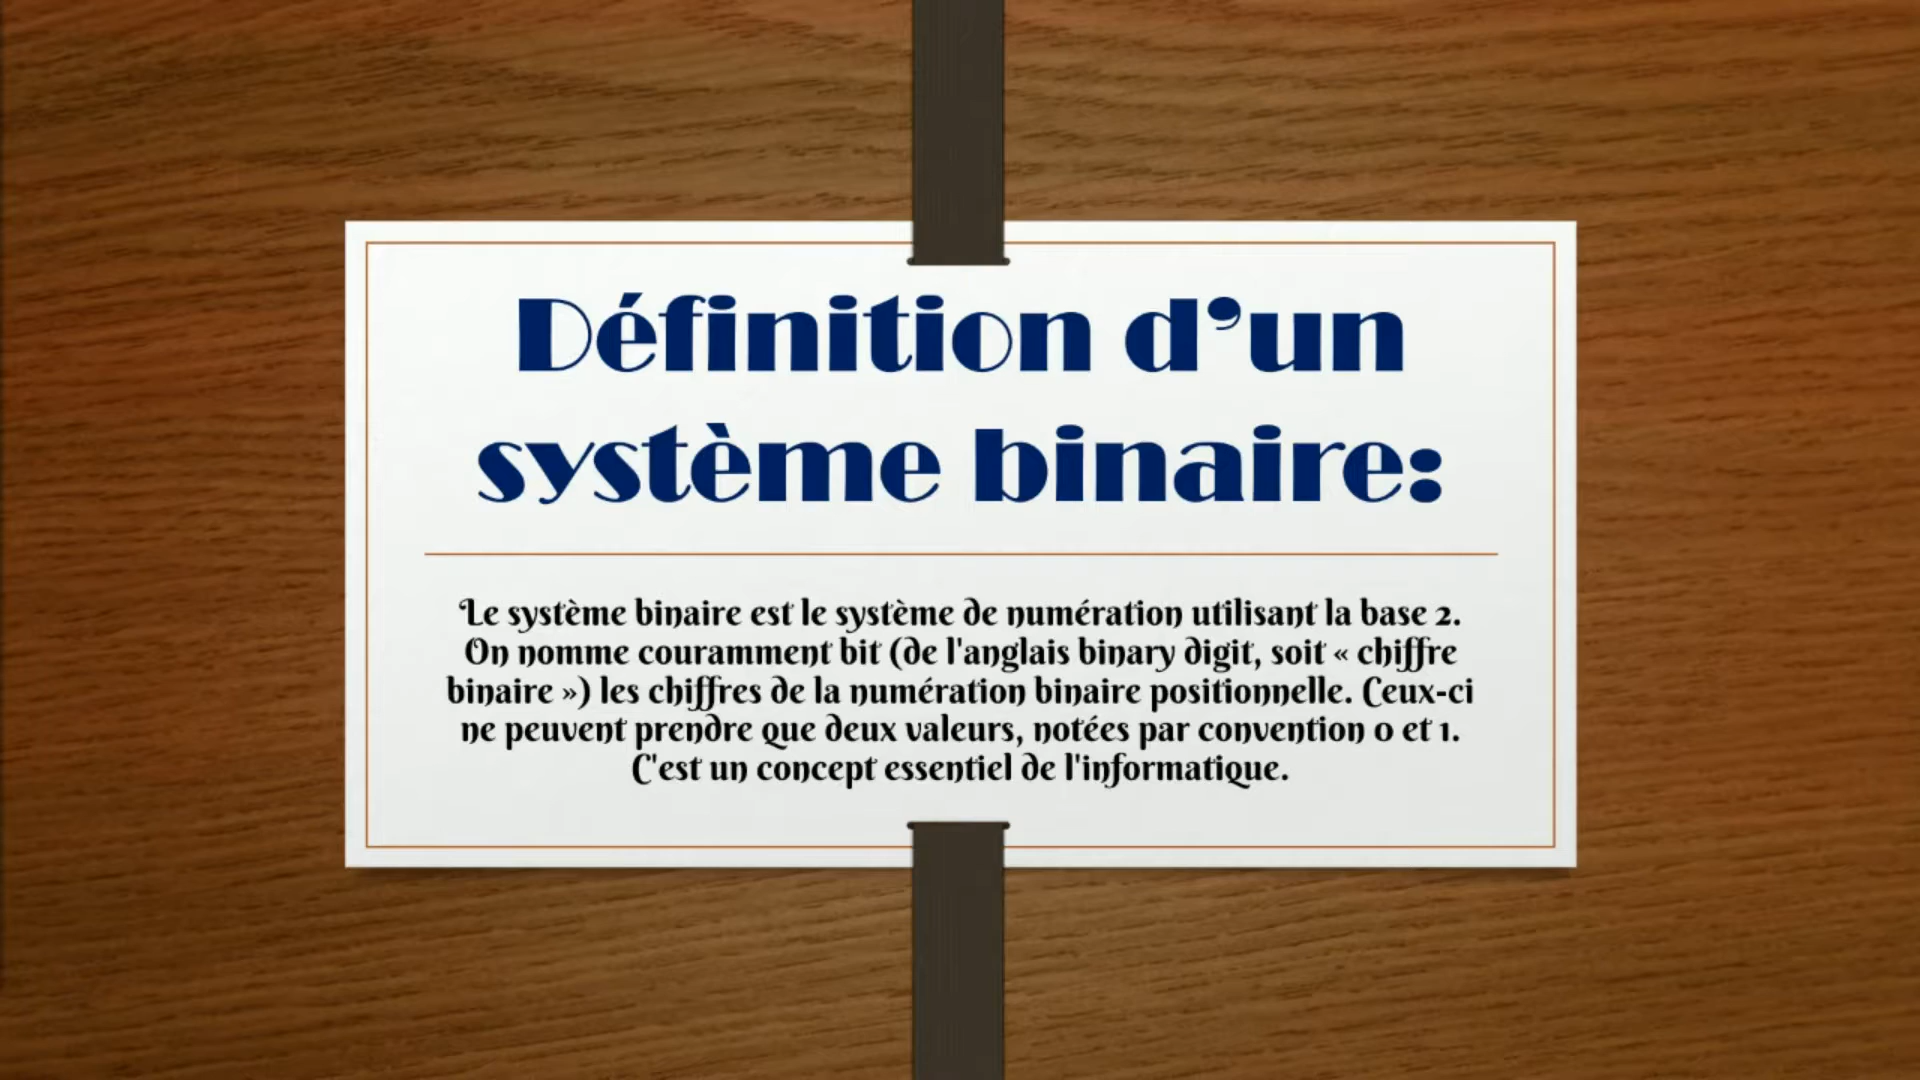 Définition d’un
système binaire:
Le système binaire est le système de numération utilisant la base 2.
On nomme couramment bit (de l'anglais binary digit, soit « chiffre
binaire ») les chiffres de la numération binaire positionnelle. Ceux-ci
ne peuvent prendre que deux valeurs, notées par convention 0 et 1.
C'est un concept essentiel de l'informatique.